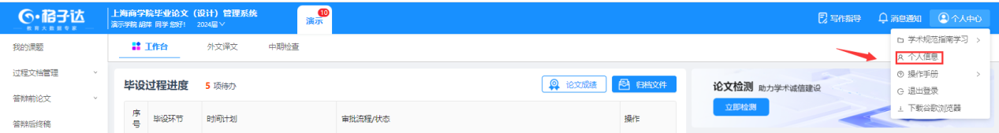 格子达
教育大数据专家
上海商学院毕业论文（设计）管理系统
演示学院 胡咩 同学 您好! 2024届
演示
10
写作指导
消息通知
个人中心
我的课题
过程文档管理
答辩前论文
答辩后终稿
工作台
外文译文
中期检查
毕设过程进度
5 项待办
论文成绩
归档文件
序号
毕设环节
时间计划
审批流程/状态
操作
论文检测 助力学术诚信建设
立即检测
学术规范指南学习
个人信息
操作手册
退出登录
下载谷歌浏览器